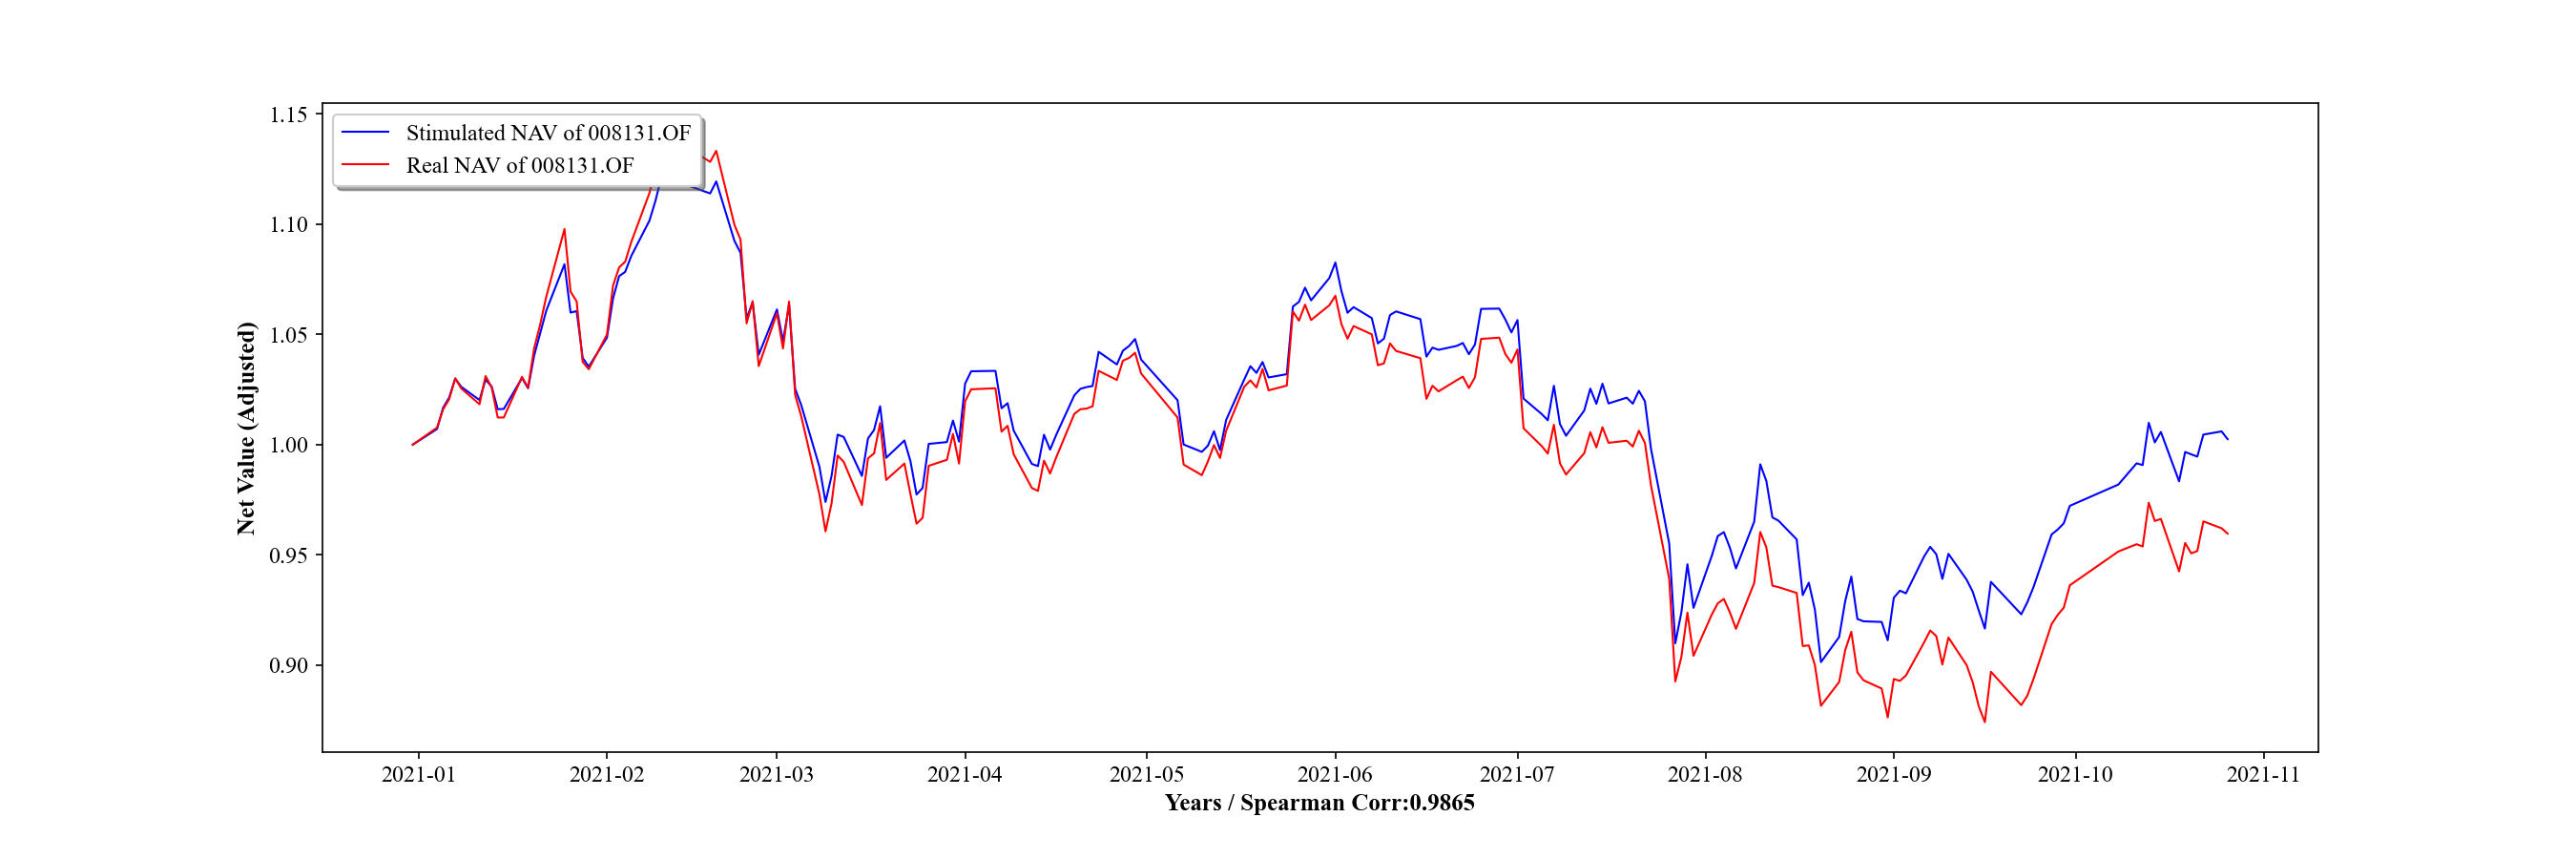 Stimulated NAV of 008131.OF
Real NAV of 008131.OF
Net Value (Adjusted)
1.15
1.10
1.05
1.00
0.95
0.90
2021-01 2021-02 2021-03 2021-04 2021-05 2021-06 2021-07 2021-08 2021-09 2021-10 2021-11
Years / Spearman Corr:0.9865